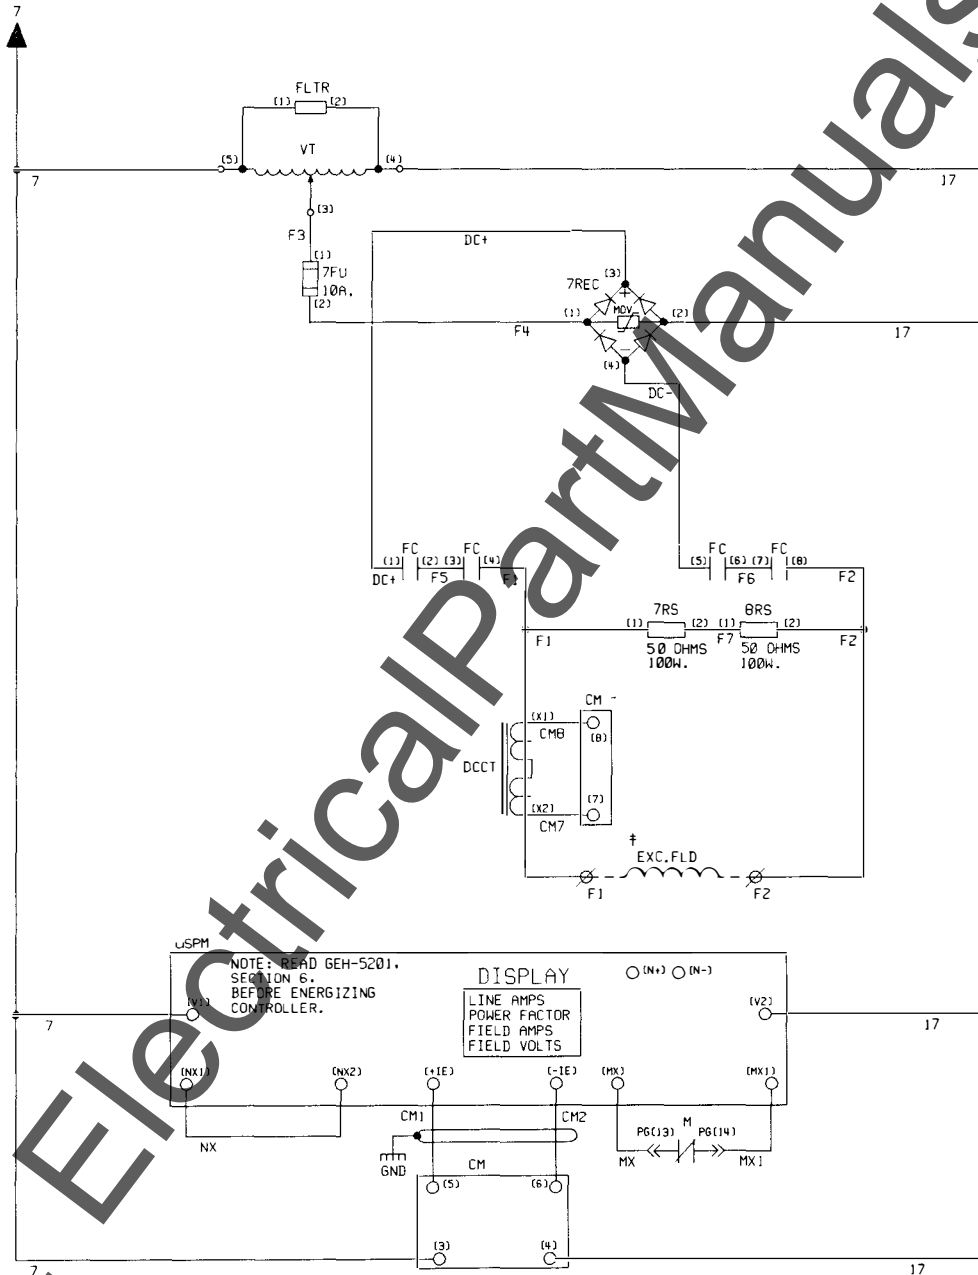 7
FLTR
(1) (2)
VT
(5) (4)
7 17
(3)
F3
DC+
(1)
7FU
10A.
(2)
7REC (3)
+
MOV
(1) (2)
F4 17
(4) −
DC-
FC FC
(1) (2) (3) (4)
DC+ F5 F1
FC FC
(5) (6) (7) (8)
F6 F2
7RS 8RS
(1) (2) (1) (2)
F1 F7 F2
50 OHMS 50 OHMS
100W. 100W.
CM
(X1)
CM8 (8)
DCCT
(X2) (7)
CM7
‡
EXC.FLD
F1 F2
uSPM
NOTE: READ GEH-5201,
SECTION 6.
BEFORE ENERGIZING
CONTROLLER.
DISPLAY
(N+) (N-)
LINE AMPS
POWER FACTOR
FIELD AMPS
FIELD VOLTS
(V1) (V2)
7 17
(NX1) (NX2) (+IE) (-IE) (MX) (MX1)
CM1 CM2
NX
PG(13) M PG(14)
MX MX1
GND
CM
(5) (6)
(3) (4)
7 17
ElectricalPartManuals